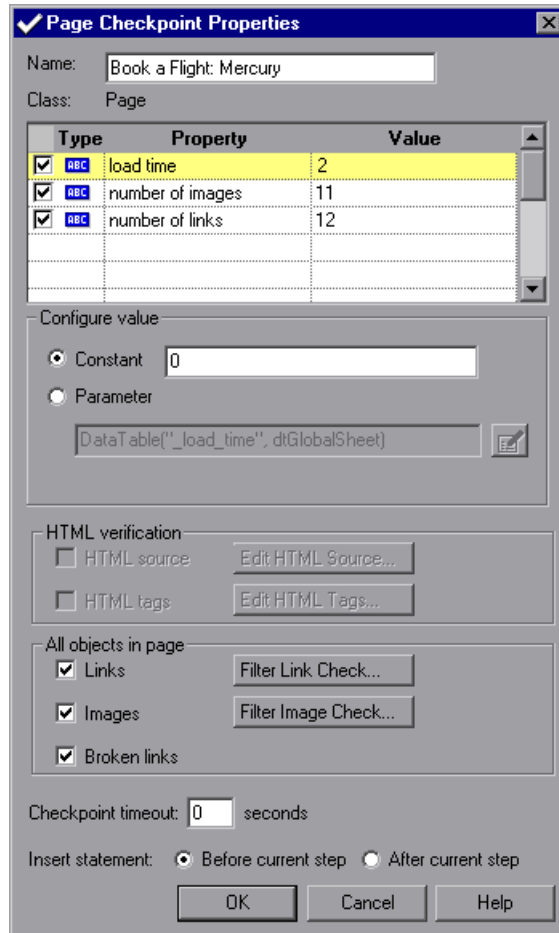 Page Checkpoint Properties
Name: Book a Flight: Mercury
Class: Page
Type Property Value
ABC load time 2
ABC number of images 11
ABC number of links 12
Configure value
Constant 0
Parameter
DataTable("_load_time", dtGlobalSheet)
HTML verification
HTML source Edit HTML Source...
HTML tags Edit HTML Tags...
All objects in page
Links Filter Link Check...
Images Filter Image Check...
Broken links
Checkpoint timeout: 0 seconds
Insert statement: Before current step After current step
OK Cancel Help